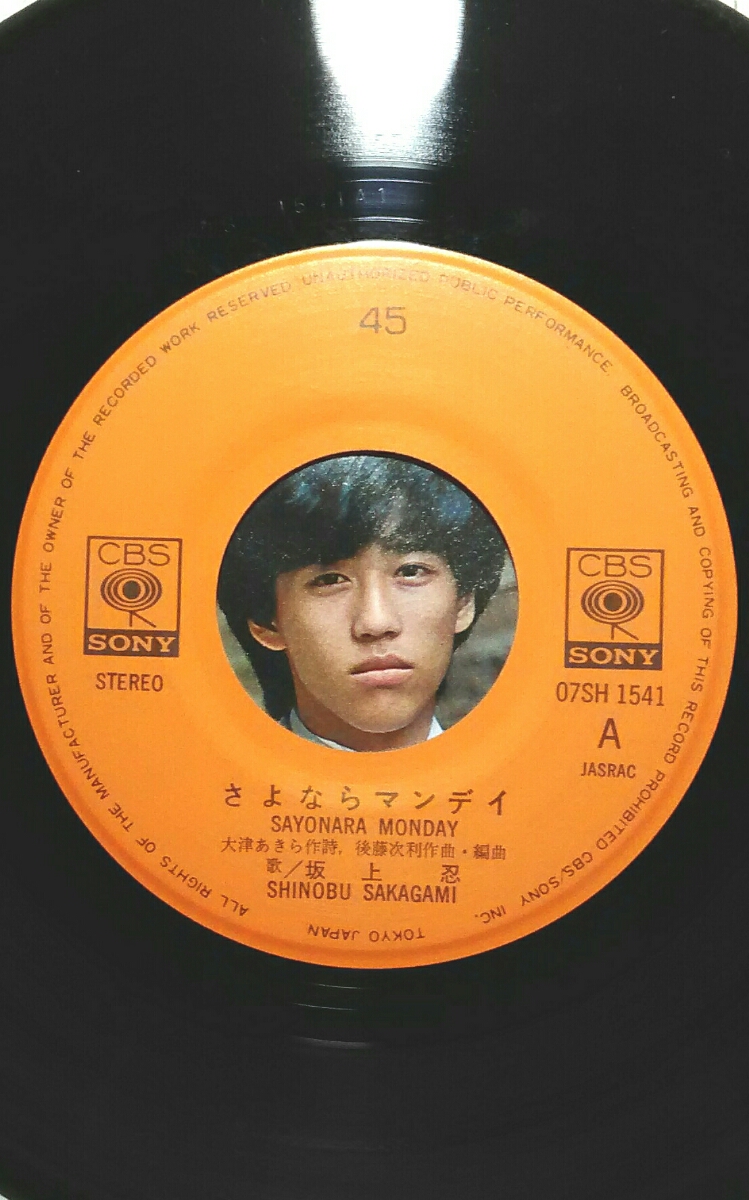 45
ALL RIGHTS OF THE MANUFACTURER AND OF THE OWNER OF THE RECORDED WORK RESERVED UNAUTHORIZED PUBLIC PERFORMANCE. BROADCASTING AND COPYING OF THIS RECORD PROHIBITED CBS/SONY INC.
TOKYO JAPAN
CBS
SONY
STEREO
CBS
SONY
07SH 1541
A
JASRAC
さよならマンデイ
SAYONARA MONDAY
大津あきら作詩, 後藤次利作曲・編曲
歌／坂上 忍
SHINOBU SAKAGAMI